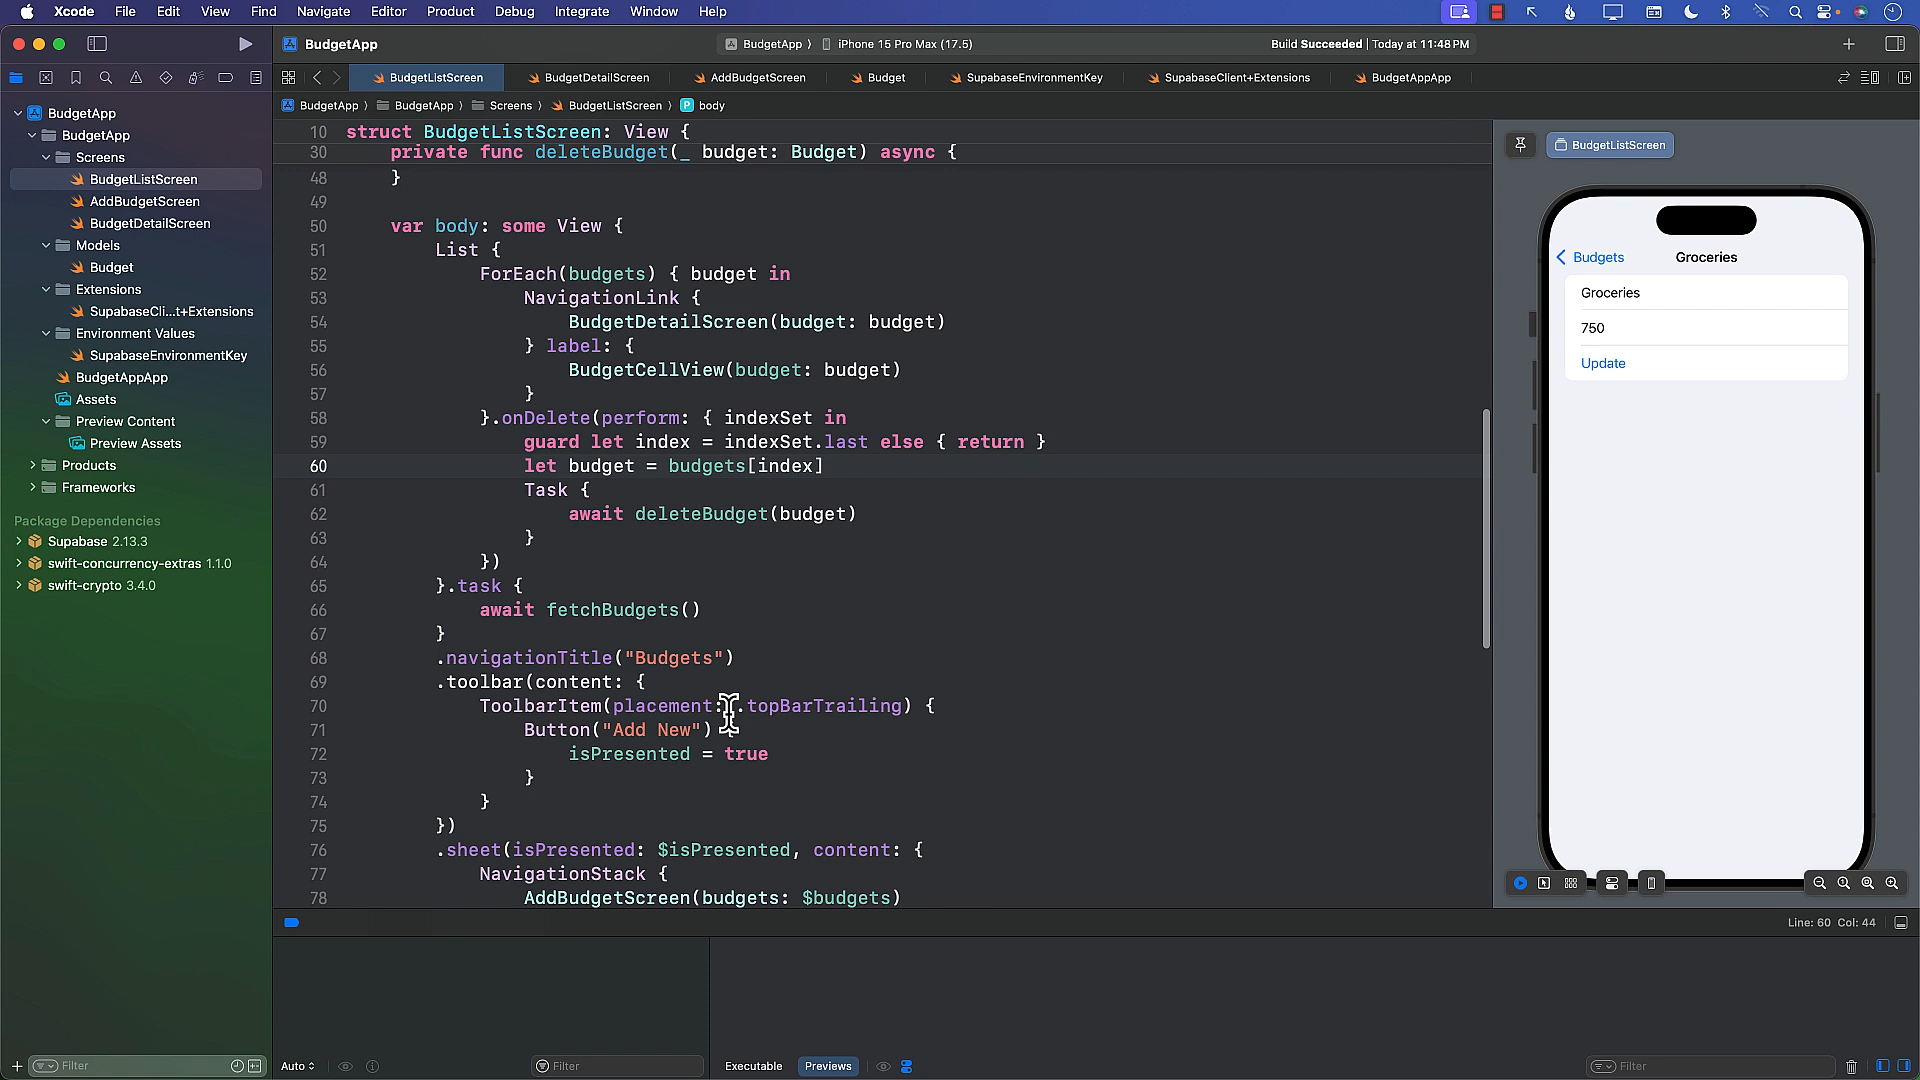 Xcode File Edit View Find Navigate Editor Product Debug Integrate Window Help
BudgetApp
BudgetApp iPhone 15 Pro Max (17.5)
Build Succeeded | Today at 11:48 PM
BudgetListScreen BudgetDetailScreen AddBudgetScreen Budget SupabaseEnvironmentKey SupabaseClient+Extensions BudgetAppApp
BudgetApp BudgetApp Screens BudgetListScreen P body
BudgetApp
BudgetApp
Screens
BudgetListScreen
AddBudgetScreen
BudgetDetailScreen
Models
Budget
Extensions
SupabaseCli...t+Extensions
Environment Values
SupabaseEnvironmentKey
BudgetAppApp
Assets
Preview Content
Preview Assets
Products
Frameworks
Package Dependencies
Supabase 2.13.3
swift-concurrency-extras 1.1.0
swift-crypto 3.4.0
Filter
10 struct BudgetListScreen: View {
30 private func deleteBudget(_ budget: Budget) async {
48 }
49
50 var body: some View {
51 List {
52 ForEach(budgets) { budget in
53 NavigationLink {
54 BudgetDetailScreen(budget: budget)
55 } label: {
56 BudgetCellView(budget: budget)
57 }
58 }.onDelete(perform: { indexSet in
59 guard let index = indexSet.last else { return }
60 let budget = budgets[index]
61 Task {
62 await deleteBudget(budget)
63 }
64 })
65 }.task {
66 await fetchBudgets()
67 }
68 .navigationTitle("Budgets")
69 .toolbar(content: {
70 ToolbarItem(placement: .topBarTrailing) {
71 Button("Add New") {
72 isPresented = true
73 }
74 }
75 })
76 .sheet(isPresented: $isPresented, content: {
77 NavigationStack {
78 AddBudgetScreen(budgets: $budgets)
BudgetListScreen
Budgets Groceries
Groceries
750
Update
Line: 60 Col: 44
Auto Filter
Executable Previews Filter